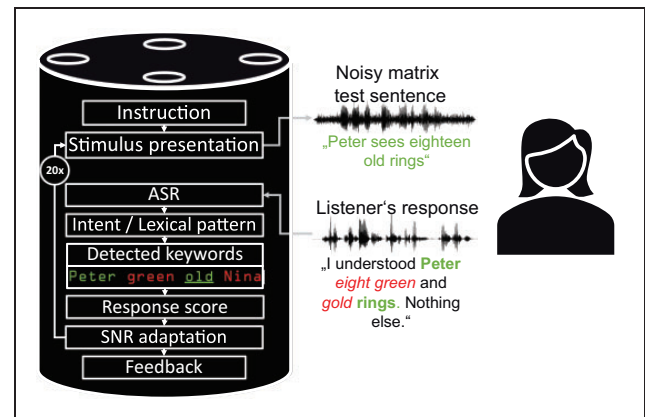 Instruction
Stimulus presentation
20x
ASR
Intent / Lexical pattern
Detected keywords
Peter green old Nina
Response score
SNR adaptation
Feedback
Noisy matrix
test sentence
„Peter sees eighteen
old rings“
Listener's response
„I understood Peter
eight green and
gold rings. Nothing
else.“